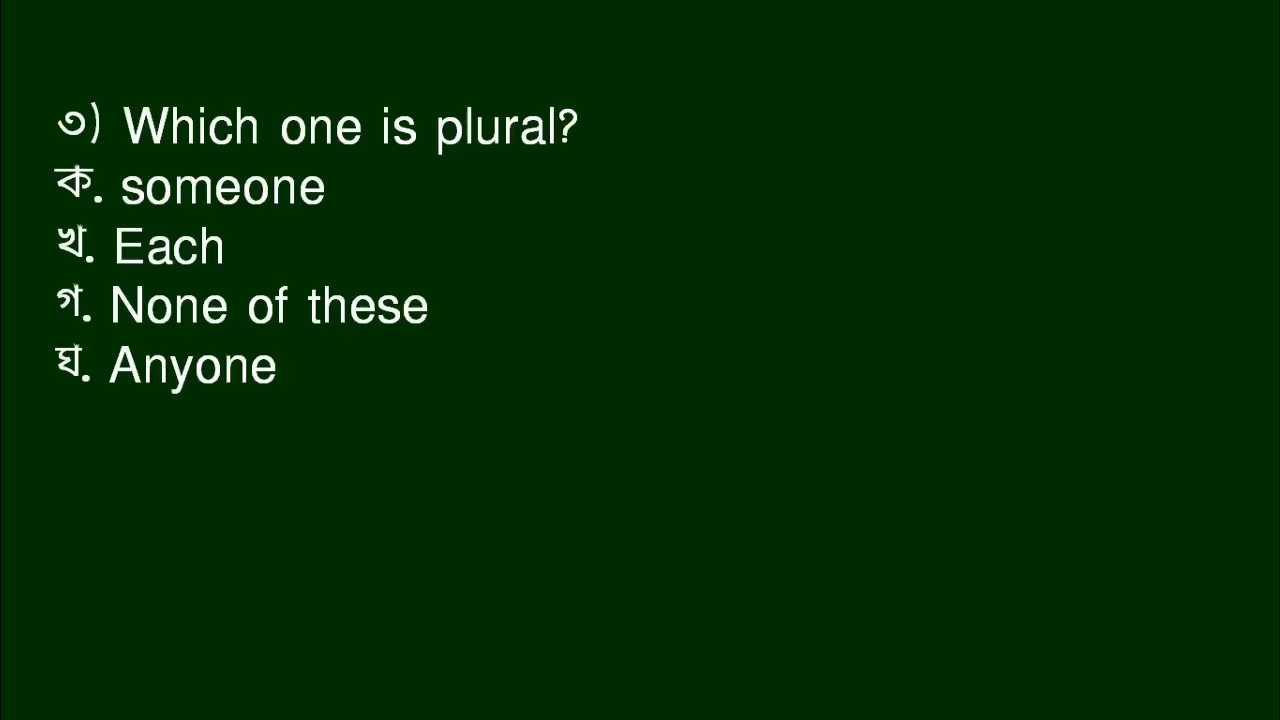 ৩) Which one is plural?
ক. someone
খ. Each
গ. None of these
ঘ. Anyone